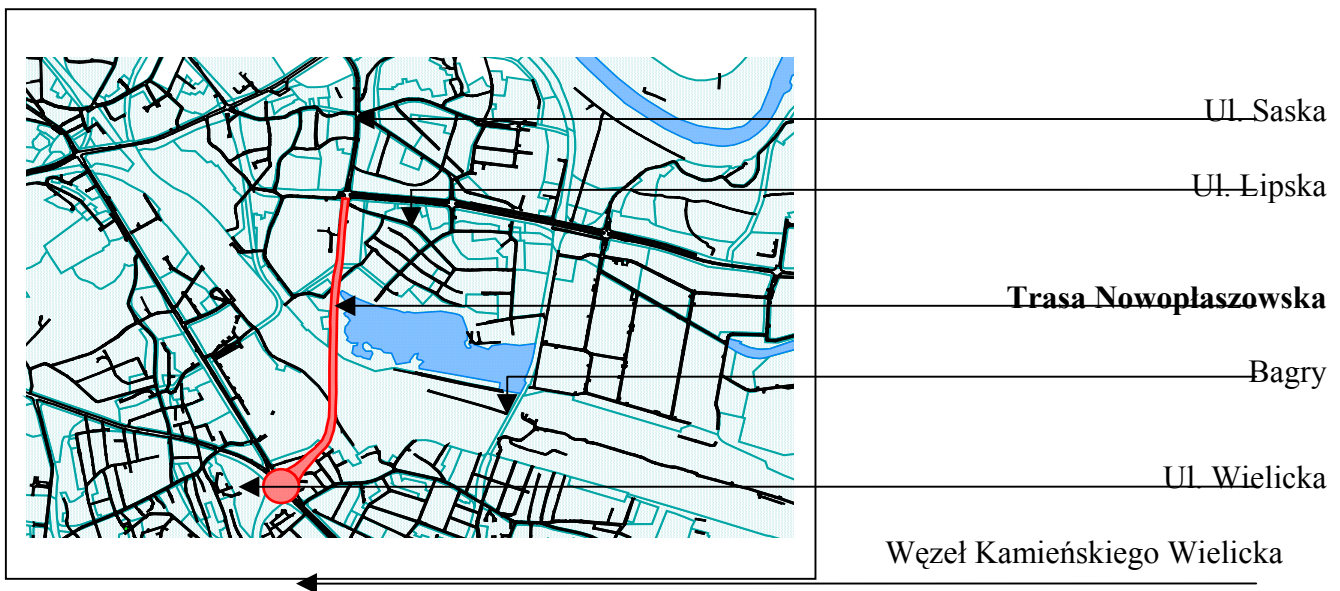 Ul. Saska
Ul. Lipska
Trasa Nowopłaszowska
Bagry
Ul. Wielicka
Węzeł Kamieńskiego Wielicka